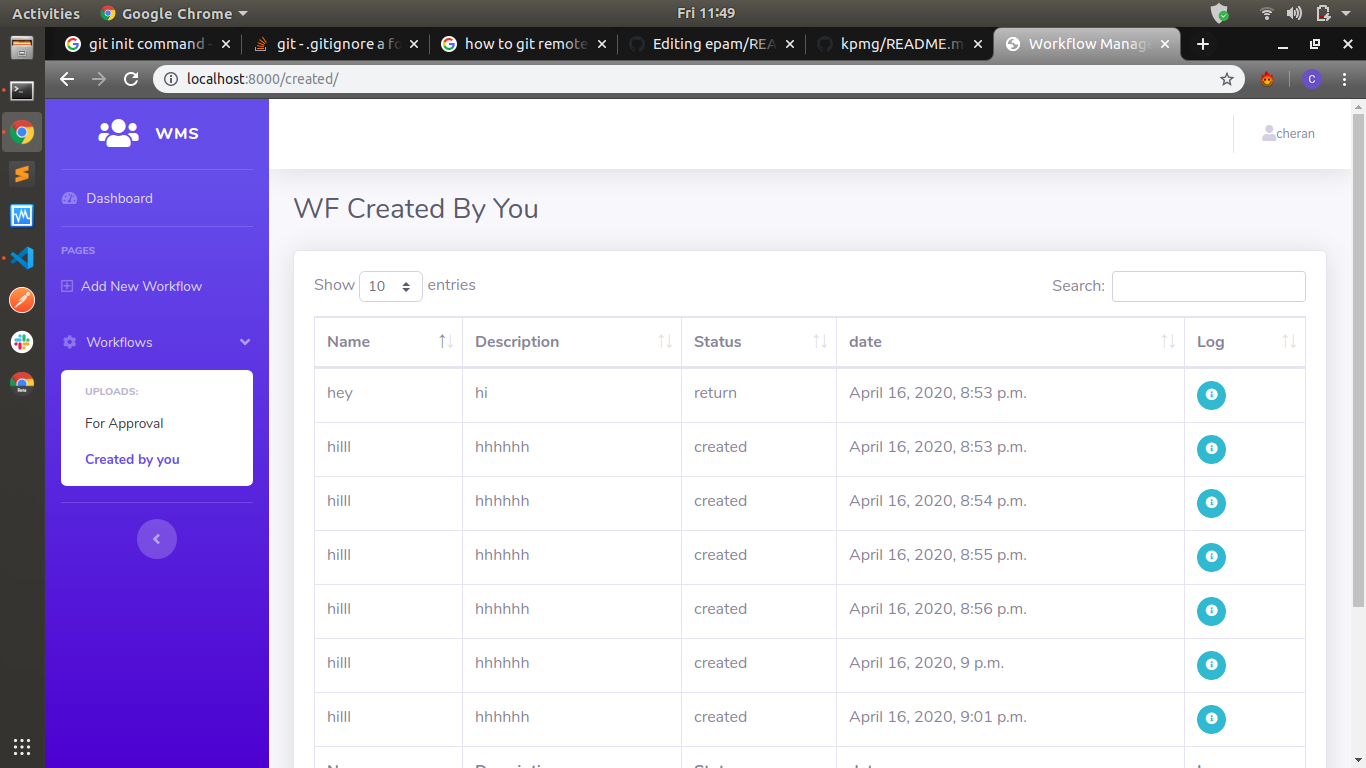 Activities Google Chrome Fri 11:49
git init command - git - .gitignore a fo how to git remote Editing epam/REA kpmg/README.m Workflow Manag
localhost:8000/created/ C
WMS
cheran
Dashboard
WF Created By You
PAGES
Add New Workflow
Show 10 entries Search:
Workflows
Name Description Status date Log
UPLOADS:
For Approval
Created by you
hey hi return April 16, 2020, 8:53 p.m.
hilll hhhhhh created April 16, 2020, 8:53 p.m.
hilll hhhhhh created April 16, 2020, 8:54 p.m.
hilll hhhhhh created April 16, 2020, 8:55 p.m.
hilll hhhhhh created April 16, 2020, 8:56 p.m.
hilll hhhhhh created April 16, 2020, 9 p.m.
hilll hhhhhh created April 16, 2020, 9:01 p.m.